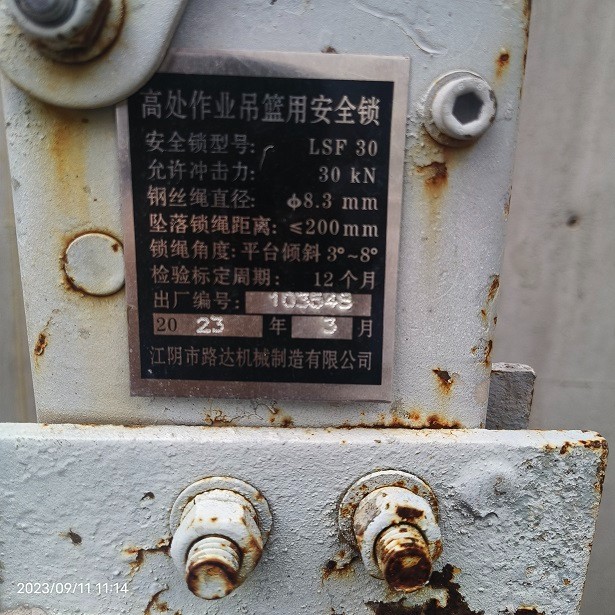 高处作业吊篮用安全锁
安全锁型号: LSF 30
允许冲击力: 30 kN
钢丝绳直径: φ8.3 mm
坠落锁绳距离: ≤200mm
锁绳角度: 平台倾斜 3°~8°
检验标定周期: 12个月
出厂编号: 103548
2023年3月
江阴市路达机械制造有限公司
2023/09/11 11:14